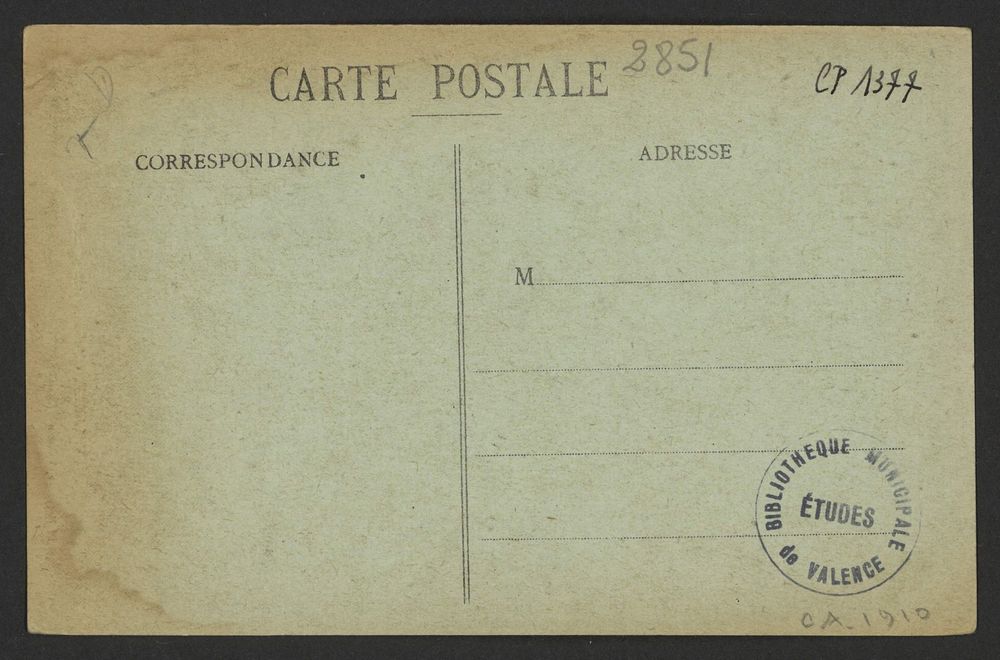 CARTE POSTALE
2851
CP 1377
CORRESPONDANCE
ADRESSE
M
BIBLIOTHEQUE MUNICIPALE
ÉTUDES
de VALENCE
CA. 1910